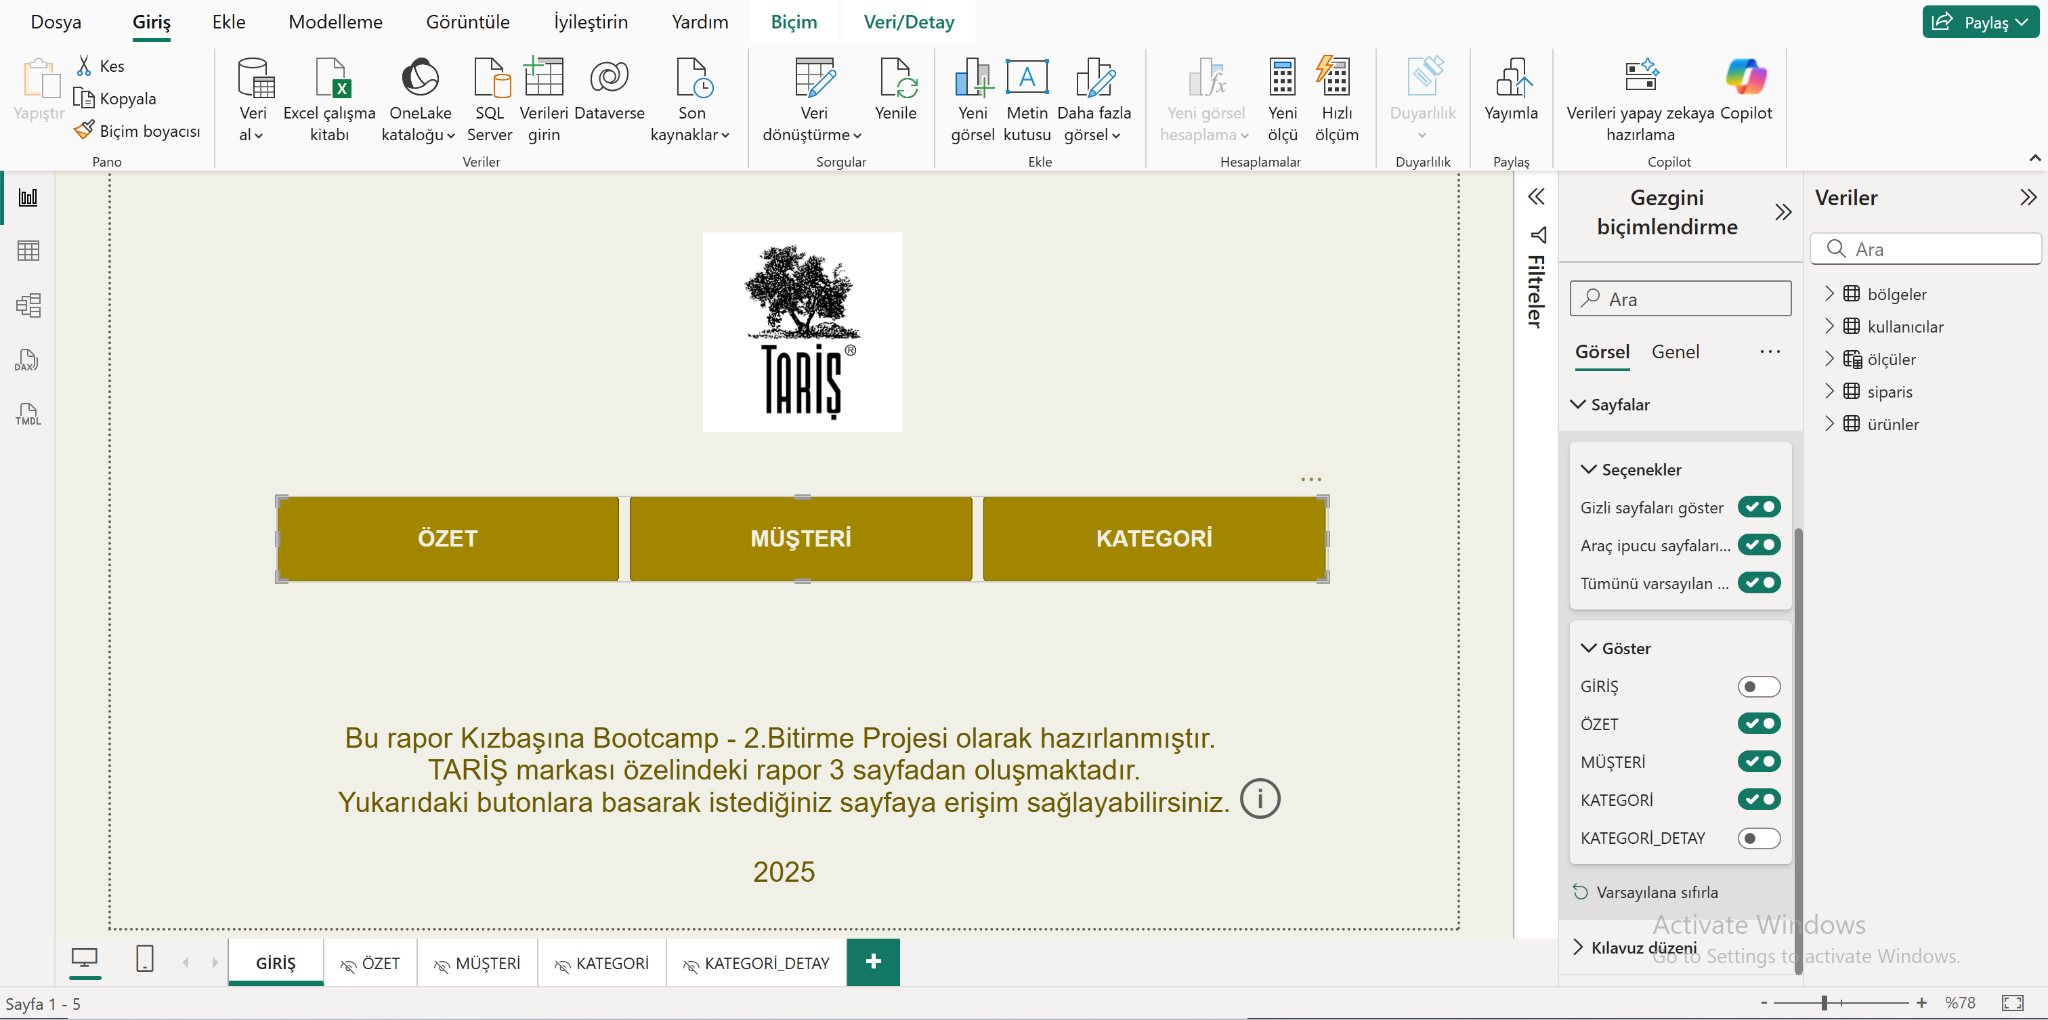 Dosya
Giriş
Ekle
Modelleme
Görüntüle
İyileştirin
Yardım
Biçim
Veri/Detay
Paylaş
Yapıştır
Kes
Kopyala
Biçim boyacısı
Pano
Veri
al
Excel çalışma
kitabı
OneLake
kataloğu
SQL
Server
Verileri
girin
Dataverse
Son
kaynaklar
Veriler
Veri
dönüştürme
Yenile
Sorgular
Yeni
görsel
A
Metin
kutusu
Daha fazla
görsel
Ekle
Yeni görsel
hesaplama
Yeni
ölçü
Hızlı
ölçüm
Hesaplamalar
Duyarlılık
Duyarlılık
Yayımla
Paylaş
Verileri yapay zekaya
hazırlama
Copilot
Copilot
DAX
TMDL
TARİŞ®
...
ÖZET
MÜŞTERİ
KATEGORİ
Bu rapor Kızbaşına Bootcamp - 2.Bitirme Projesi olarak hazırlanmıştır.
TARİŞ markası özelindeki rapor 3 sayfadan oluşmaktadır.
Yukarıdaki butonlara basarak istediğiniz sayfaya erişim sağlayabilirsiniz.
i
2025
Filtreler
Gezgini
biçimlendirme
Ara
Görsel
Genel
...
Sayfalar
Seçenekler
Gizli sayfaları göster
Araç ipucu sayfaları...
Tümünü varsayılan ...
Göster
GİRİŞ
ÖZET
MÜŞTERİ
KATEGORİ
KATEGORİ_DETAY
Varsayılana sıfırla
Kılavuz düzeni
Veriler
Ara
bölgeler
kullanıcılar
ölçüler
siparis
ürünler
Activate Windows
Go to Settings to activate Windows.
GİRİŞ
ÖZET
MÜŞTERİ
KATEGORİ
KATEGORİ_DETAY
+
Sayfa 1 - 5
-
+
%78